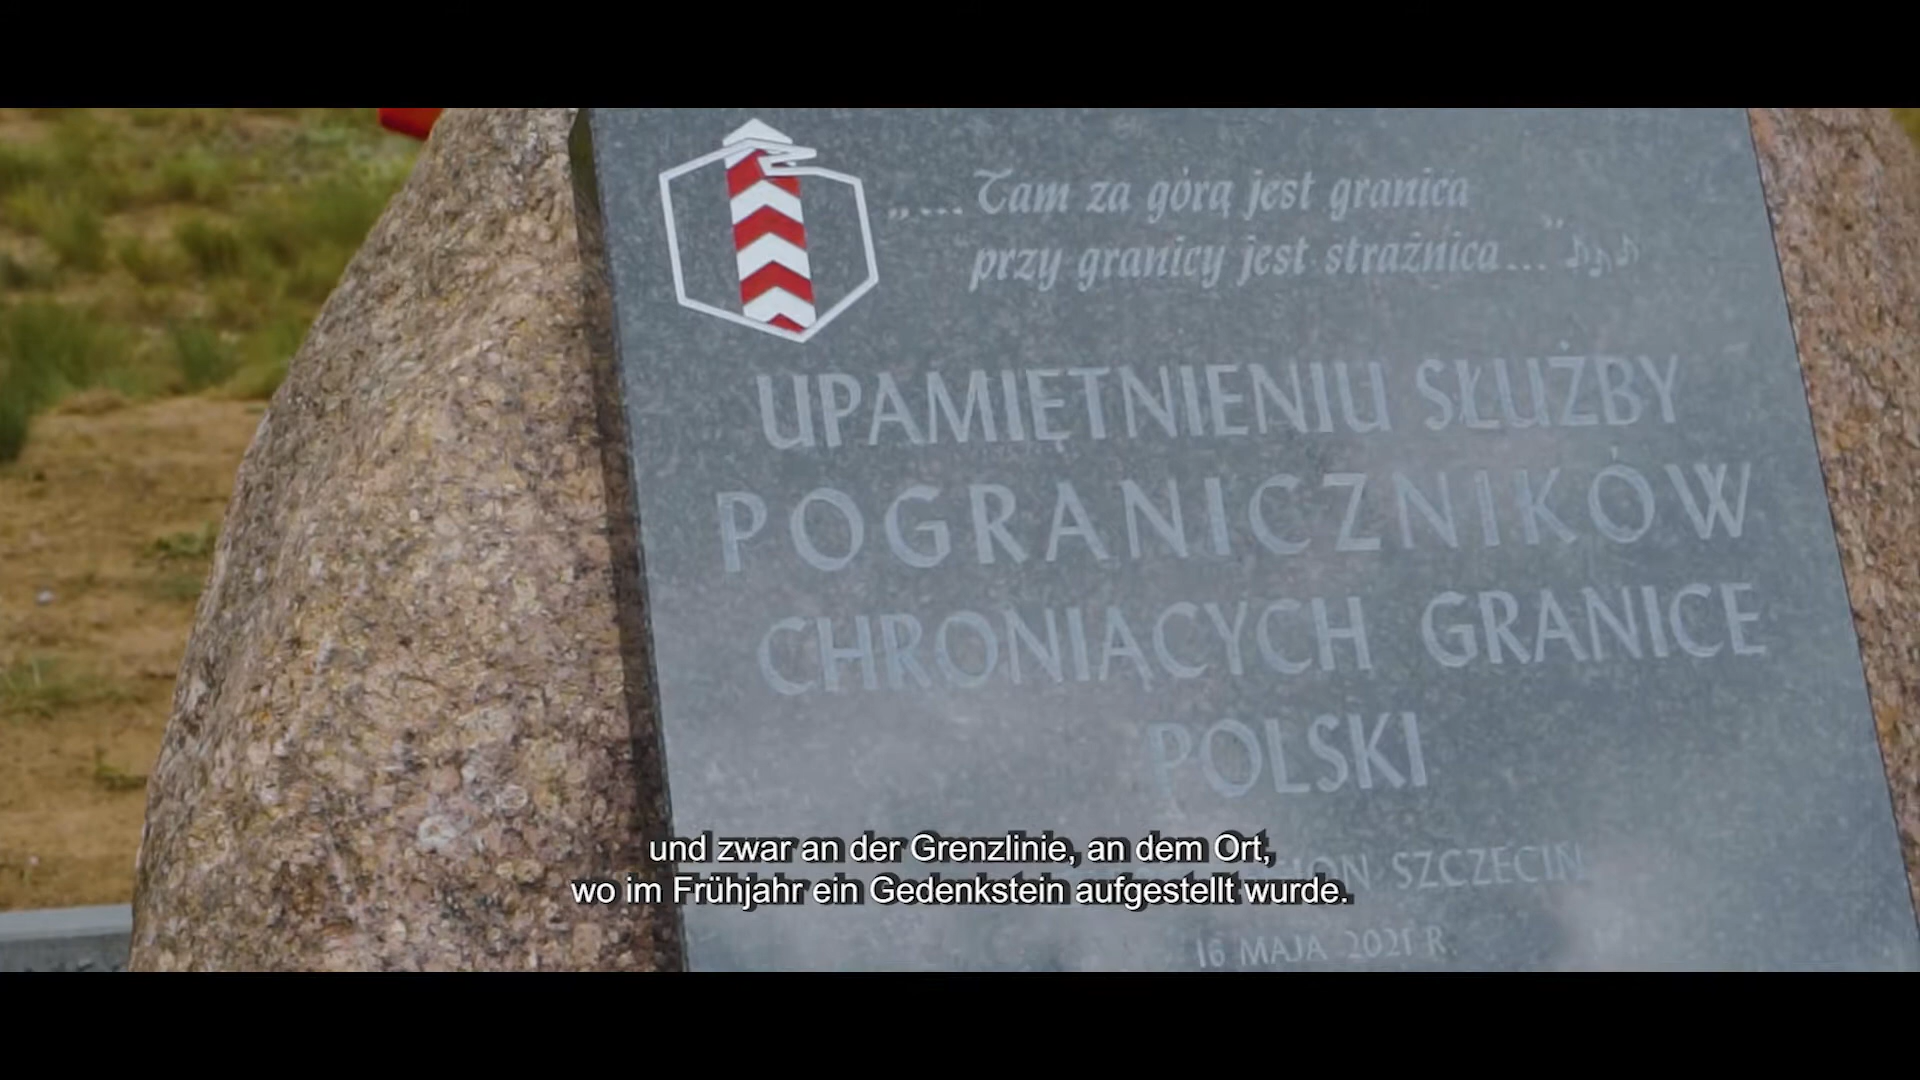 „... Tam za górą jest granica
przy granicy jest strażnica..." ♪♪♪
UPAMIĘTNIENIU SŁUŻBY
POGRANICZNIKÓW
CHRONIĄCYCH GRANICE
POLSKI
SZCZECIN
16 MAJA 2021 R.
und zwar an der Grenzlinie, an dem Ort,
wo im Frühjahr ein Gedenkstein aufgestellt wurde.